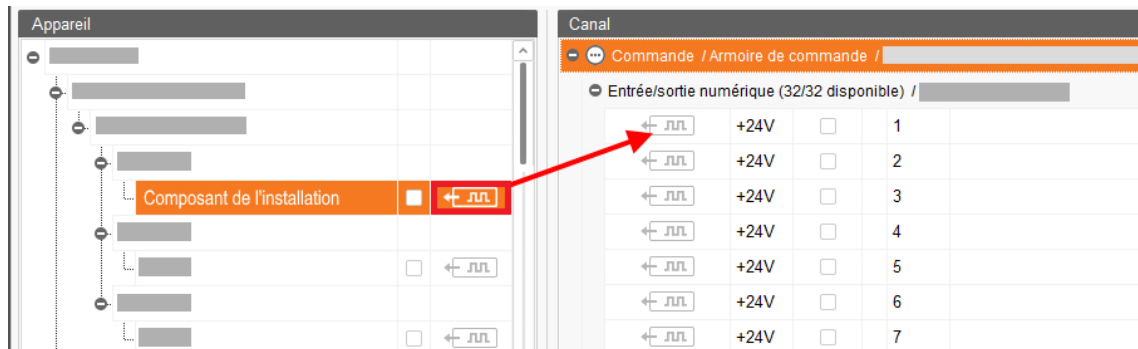 Appareil
Canal
Commande / Armoire de commande /
Entrée/sortie numérique (32/32 disponible) /
+24V 1
+24V 2
Composant de l'installation
+24V 3
+24V 4
+24V 5
+24V 6
+24V 7